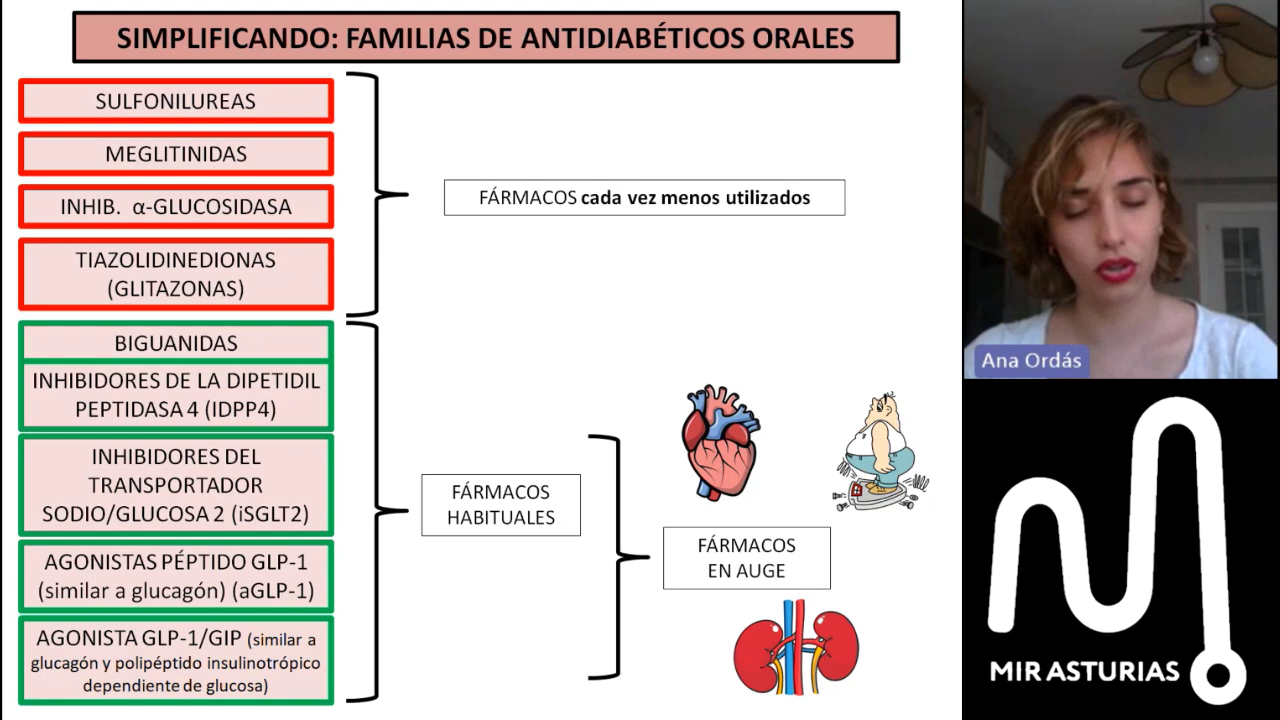 SIMPLIFICANDO: FAMILIAS DE ANTIDIABÉTICOS ORALES
SULFONILUREAS
MEGLITINIDAS
INHIB. α-GLUCOSIDASA
TIAZOLIDINEDIONAS
(GLITAZONAS)
FÁRMACOS cada vez menos utilizados
BIGUANIDAS
INHIBIDORES DE LA DIPETIDIL
PEPTIDASA 4 (IDPP4)
INHIBIDORES DEL
TRANSPORTADOR
SODIO/GLUCOSA 2 (iSGLT2)
AGONISTAS PÉPTIDO GLP-1
(similar a glucagón) (aGLP-1)
AGONISTA GLP-1/GIP (similar a
glucagón y polipéptido insulinotrópico
dependiente de glucosa)
FÁRMACOS
HABITUALES
FÁRMACOS
EN AUGE
Ana Ordás
MIR ASTURIAS